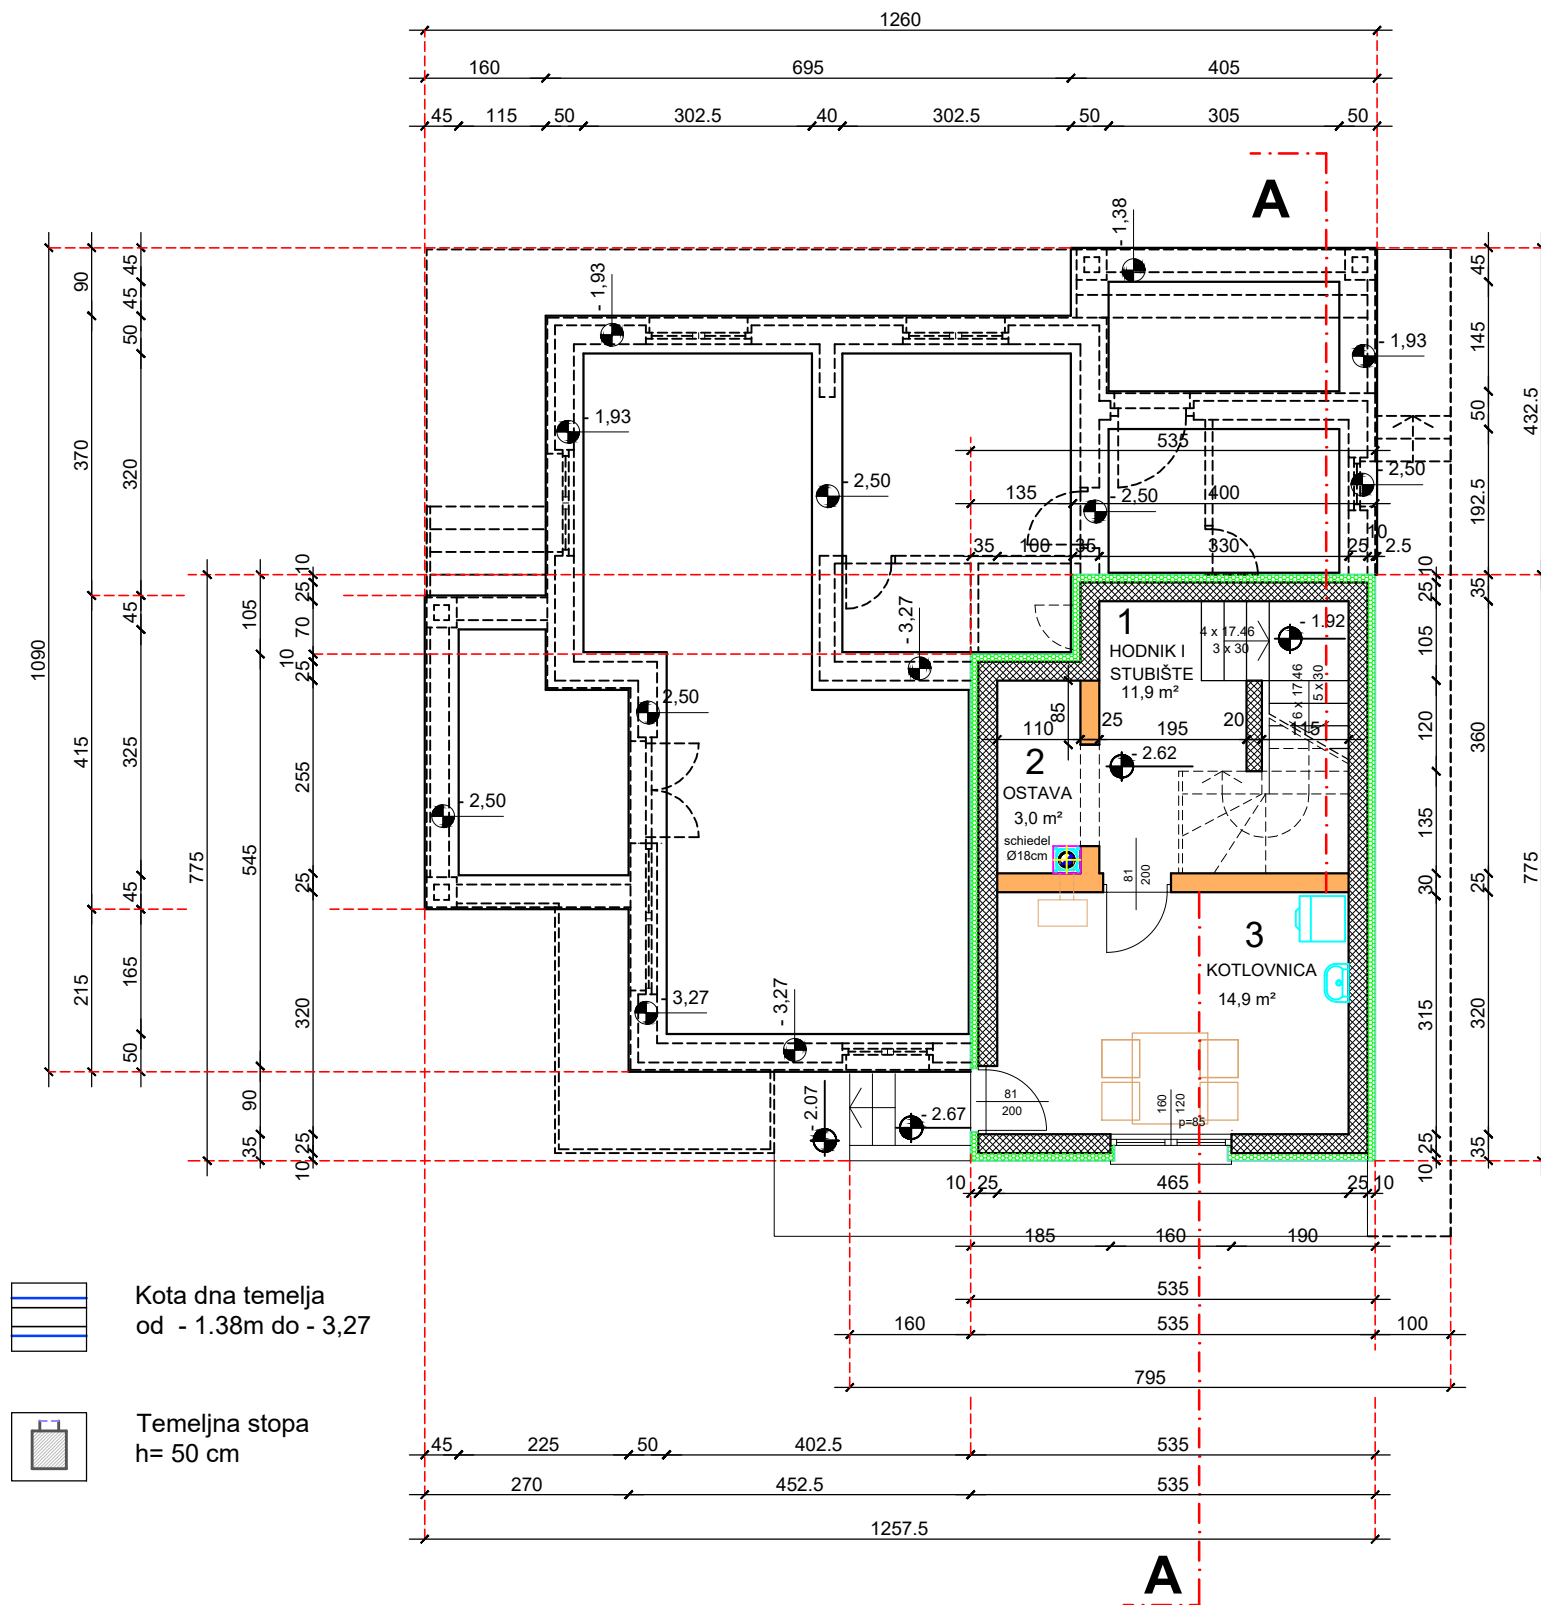 1260
160 695 405
45 115 50 302.5 40 302.5 50 305 50
A
- 1,38
- 1,93
- 1,93
- 1,93
- 2,50
- 2,50
- 2,50
535
135 400
35 100 35 330 25 10 2.5
1090
90 370 415 215
45 45 50 320 45 325 45 165 50
775
105 545 90 35
10 25 70 10 25 255 25 320 25 10
45 145 50 192.5 35 360 25 320 35
432.5 775
10 25 105 120 135 30 315 25 10
- 3,27
2,50
- 2,50
- 3,27
- 3,27
1
HODNIK I
STUBIŠTE
11,9 m²
4 x 17.46
3 x 30
- 1.92
16 x 17.46
15 x 30
85
110 25 195 20 115
- 2.62
2
OSTAVA
3,0 m²
schiedel
Ø18cm
81
200
3
KOTLOVNICA
14,9 m²
81
200
160
120
p=85
- 2.07
- 2.67
10 25 465 25 10
185 160 190
535
160 535 100
795
45 225 50 402.5 535
270 452.5 535
1257.5
A
Kota dna temelja
od - 1.38m do - 3,27
Temeljna stopa
h= 50 cm